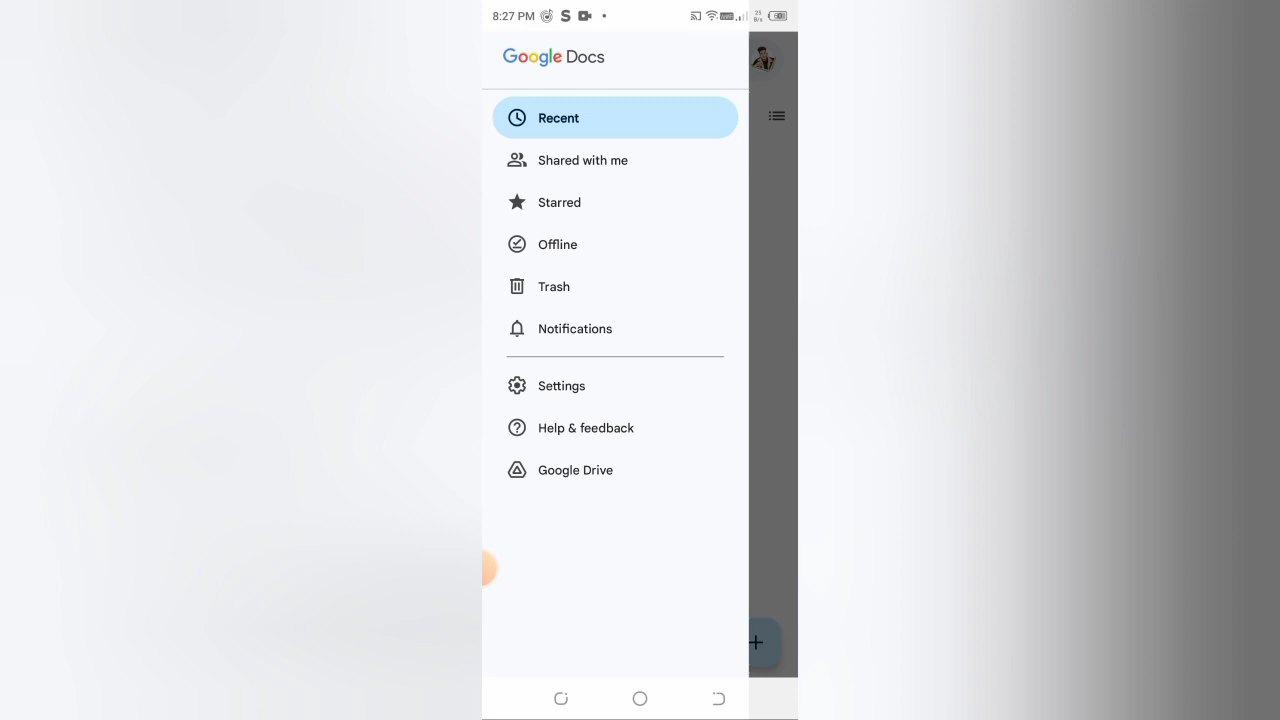 8:27 PM
Google Docs
Recent
Shared with me
Starred
Offline
Trash
Notifications
Settings
Help & feedback
Google Drive